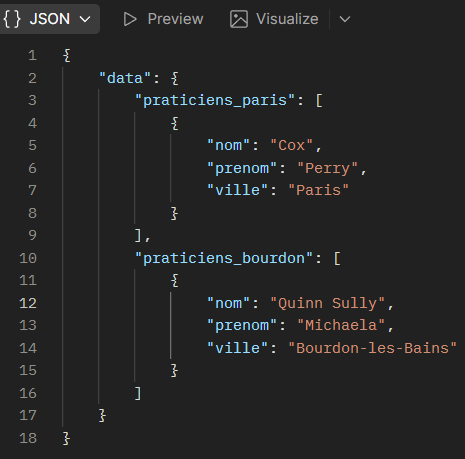 {} JSON Preview Visualize
1 {
2 "data": {
3 "praticiens_paris": [
4 {
5 "nom": "Cox",
6 "prenom": "Perry",
7 "ville": "Paris"
8 }
9 ],
10 "praticiens_bourdon": [
11 {
12 "nom": "Quinn Sully",
13 "prenom": "Michaela",
14 "ville": "Bourdon-les-Bains"
15 }
16 ]
17 }
18 }